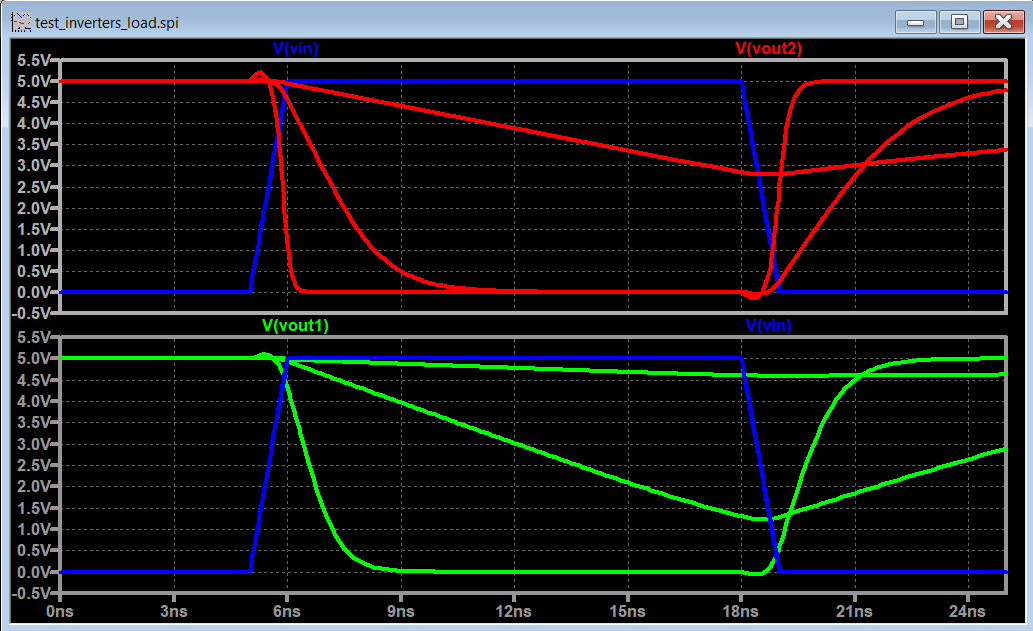 test_inverters_load.spi
V(vin) V(vout2)
5.5V
5.0V
4.5V
4.0V
3.5V
3.0V
2.5V
2.0V
1.5V
1.0V
0.5V
0.0V
-0.5V
V(vout1) V(vin)
5.5V
5.0V
4.5V
4.0V
3.5V
3.0V
2.5V
2.0V
1.5V
1.0V
0.5V
0.0V
-0.5V
0ns 3ns 6ns 9ns 12ns 15ns 18ns 21ns 24ns